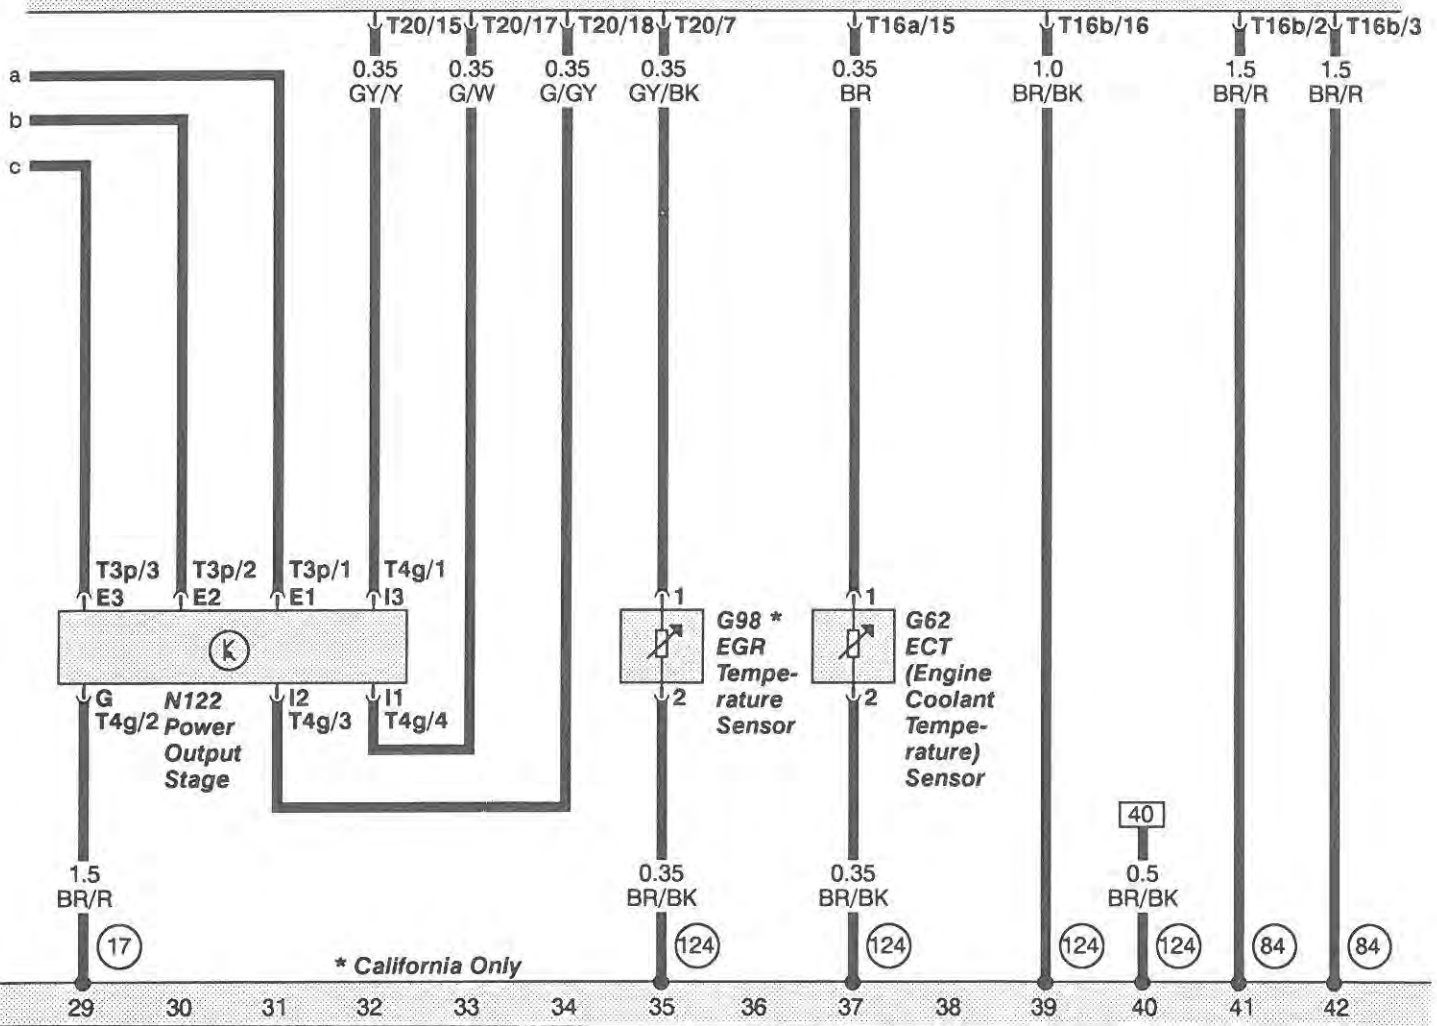 T20/15 T20/17 T20/18 T20/7 T16a/15 T16b/16 T16b/2 T16b/3
0.35 0.35 0.35 0.35 0.35 1.0 1.5 1.5
GY/Y G/W G/GY GY/BK BR BR/BK BR/R BR/R
a
b
c
T3p/3 T3p/2 T3p/1 T4g/1
E3 E2 E1 I3
1 1
K
G98 *
EGR
Tempe-
rature
Sensor
G62
ECT
(Engine
Coolant
Tempe-
rature)
Sensor
G I2 I1
T4g/2 T4g/3 T4g/4
N122
Power
Output
Stage
2 2
40
1.5 0.35 0.35 0.5
BR/R BR/BK BR/BK BR/BK
17 124 124 124 124 84 84
* California Only
29 30 31 32 33 34 35 36 37 38 39 40 41 42